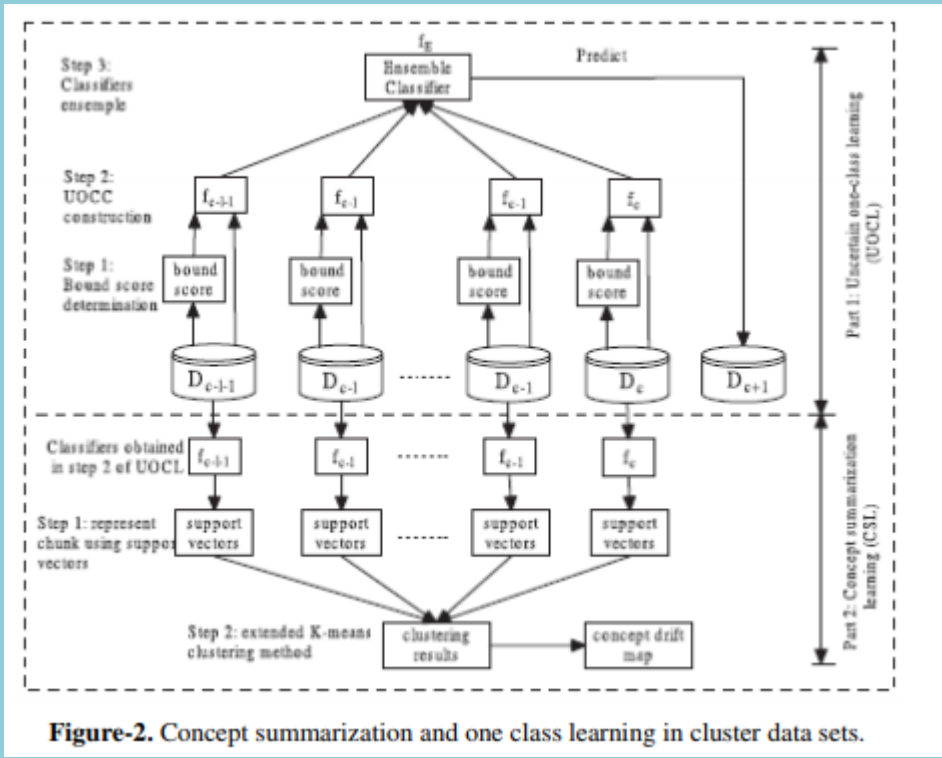 f_E
Step 3:
Classifiers
ensemple
Ensemble
Classifier
Predict
Step 2:
UOCC
construction
f_c-l-1
f_c-l
f_c-1
f_c
Step 1:
Bound score
determination
bound
score
bound
score
bound
score
bound
score
D_c-l-1
D_c-l
........
D_c-1
D_c
D_c+1
Part 1: Uncertain one-class learning
(UOCL)
Classifiers obtained
in step 2 of UOCL
f_c-l-1
f_c-l
........
f_c-1
f_c
Step 1: represent
chunk using suppor
vectors
support
vectors
support
vectors
........
support
vectors
support
vectors
Step 2: extended K-means
clustering method
clustering
results
concept drift
map
Part 2: Concept summarization
learning (CSL)
Figure-2. Concept summarization and one class learning in cluster data sets.